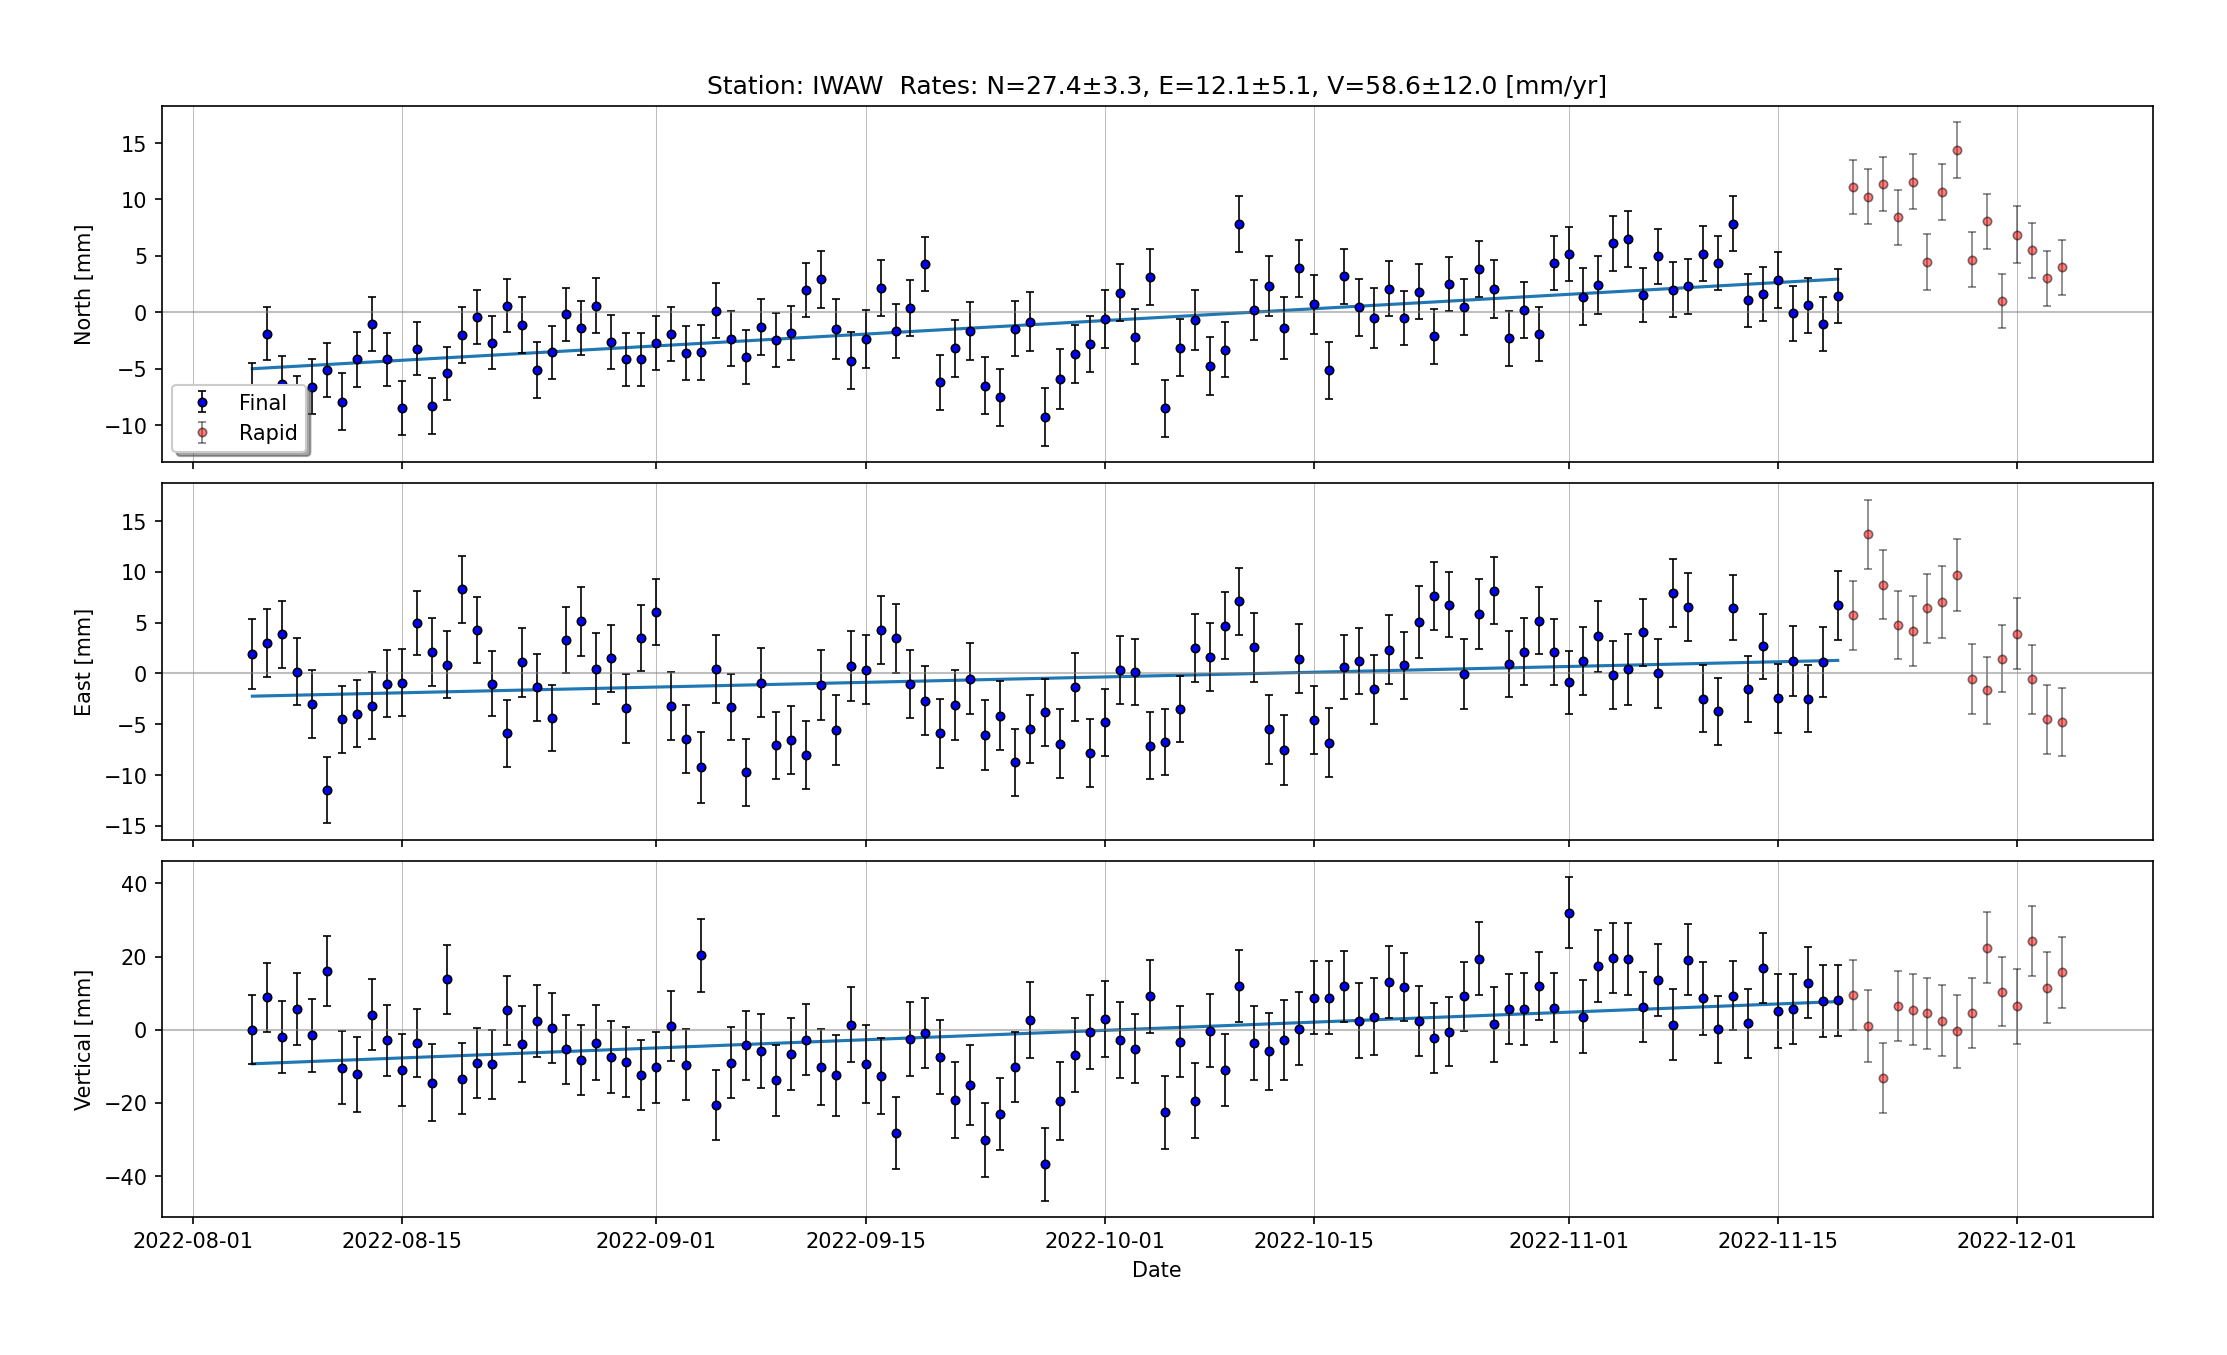 Station: IWAW  Rates: N=27.4±3.3, E=12.1±5.1, V=58.6±12.0 [mm/yr]
North [mm]
15
10
5
0
−5
−10
Final
Rapid
East [mm]
15
10
5
0
−5
−10
−15
Vertical [mm]
40
20
0
−20
−40
2022-08-01 2022-08-15 2022-09-01 2022-09-15 2022-10-01 2022-10-15 2022-11-01 2022-11-15 2022-12-01
Date